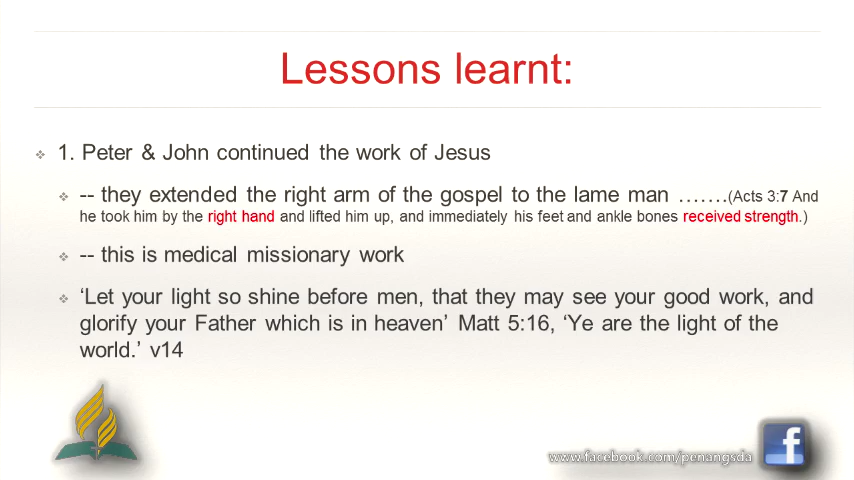 Lessons learnt:
1. Peter & John continued the work of Jesus
-- they extended the right arm of the gospel to the lame man …….(Acts 3:7 And
he took him by the right hand and lifted him up, and immediately his feet and ankle bones received strength.)
-- this is medical missionary work
‘Let your light so shine before men, that they may see your good work, and
glorify your Father which is in heaven’ Matt 5:16, ‘Ye are the light of the
world.’ v14
www.facebook.com/penangsda